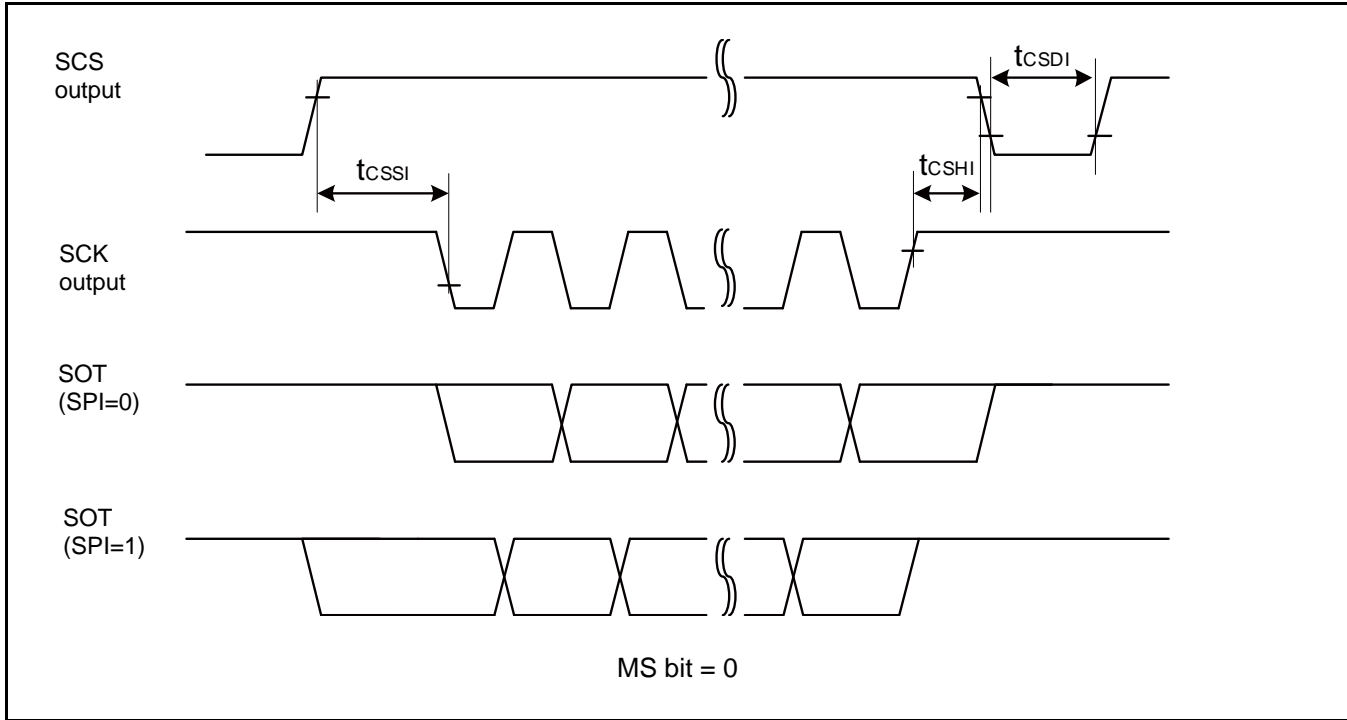 SCS
output
tCSDI
tCSSI
tCSHI
SCK
output
SOT
(SPI=0)
SOT
(SPI=1)
MS bit = 0